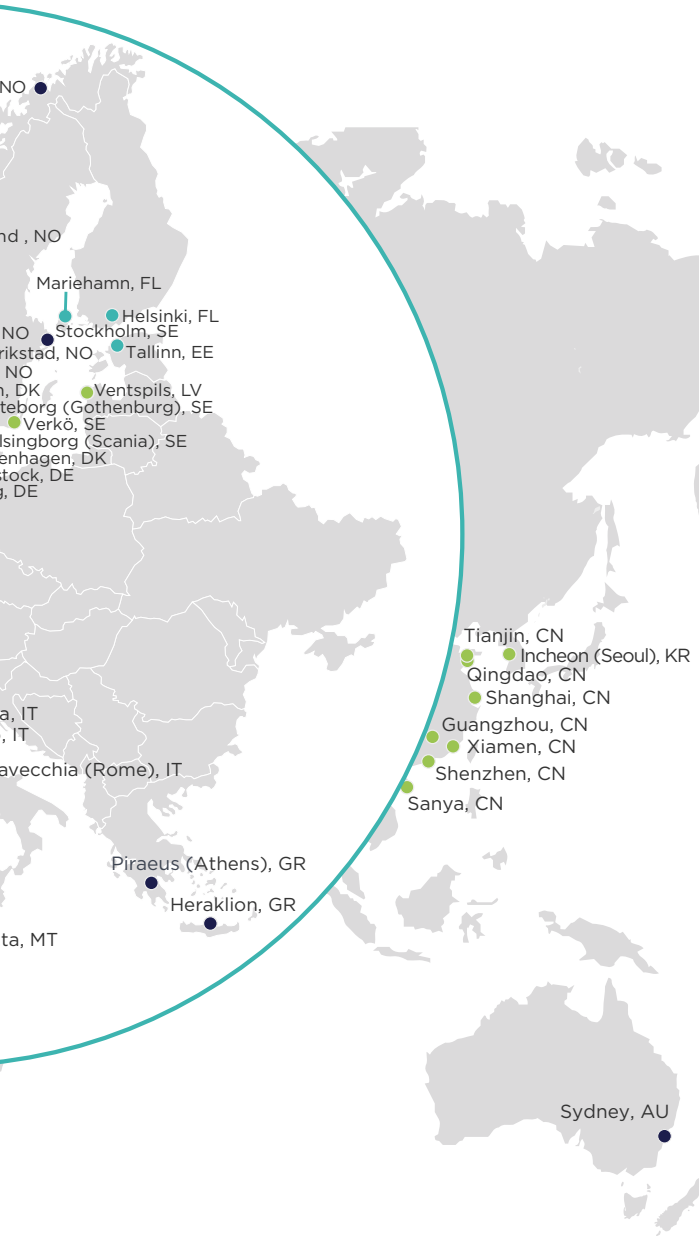 NO
nd , NO
Mariehamn, FL
Helsinki, FL
NO
Stockholm, SE
rikstad, NO
Tallinn, EE
NO
n, DK
Ventspils, LV
teborg (Gothenburg), SE
Verkö, SE
lsingborg (Scania), SE
enhagen, DK
stock, DE
g, DE
Tianjin, CN
Incheon (Seoul), KR
Qingdao, CN
Shanghai, CN
a, IT
Guangzhou, CN
, IT
Xiamen, CN
avecchia (Rome), IT
Shenzhen, CN
Sanya, CN
Piraeus (Athens), GR
Heraklion, GR
ta, MT
Sydney, AU